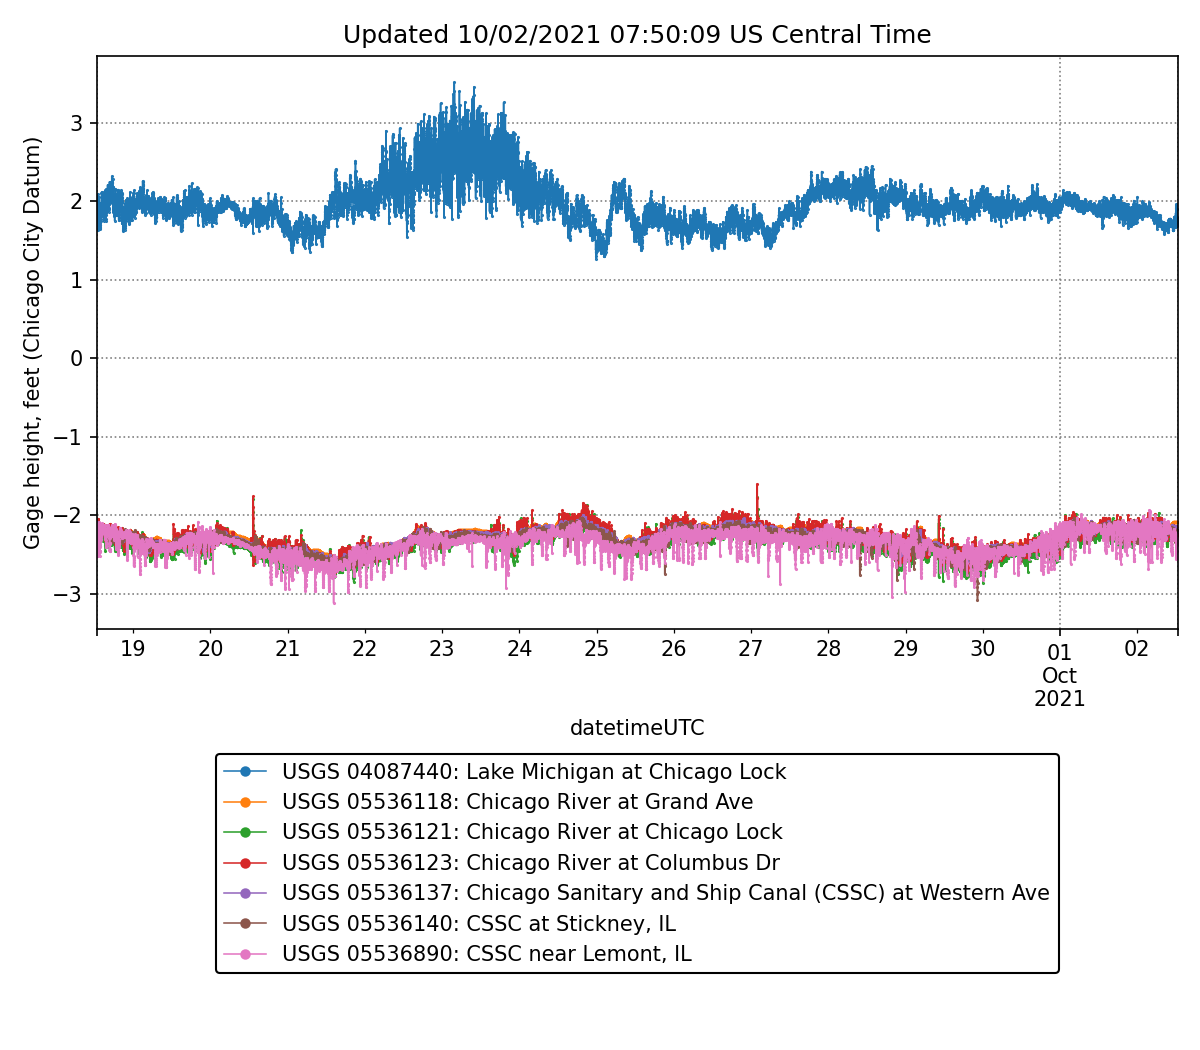 Updated 10/02/2021 07:50:09 US Central Time
Gage height, feet (Chicago City Datum)
3
2
1
0
−1
−2
−3
19 20 21 22 23 24 25 26 27 28 29 30 01 02
Oct
2021
datetimeUTC
USGS 04087440: Lake Michigan at Chicago Lock
USGS 05536118: Chicago River at Grand Ave
USGS 05536121: Chicago River at Chicago Lock
USGS 05536123: Chicago River at Columbus Dr
USGS 05536137: Chicago Sanitary and Ship Canal (CSSC) at Western Ave
USGS 05536140: CSSC at Stickney, IL
USGS 05536890: CSSC near Lemont, IL